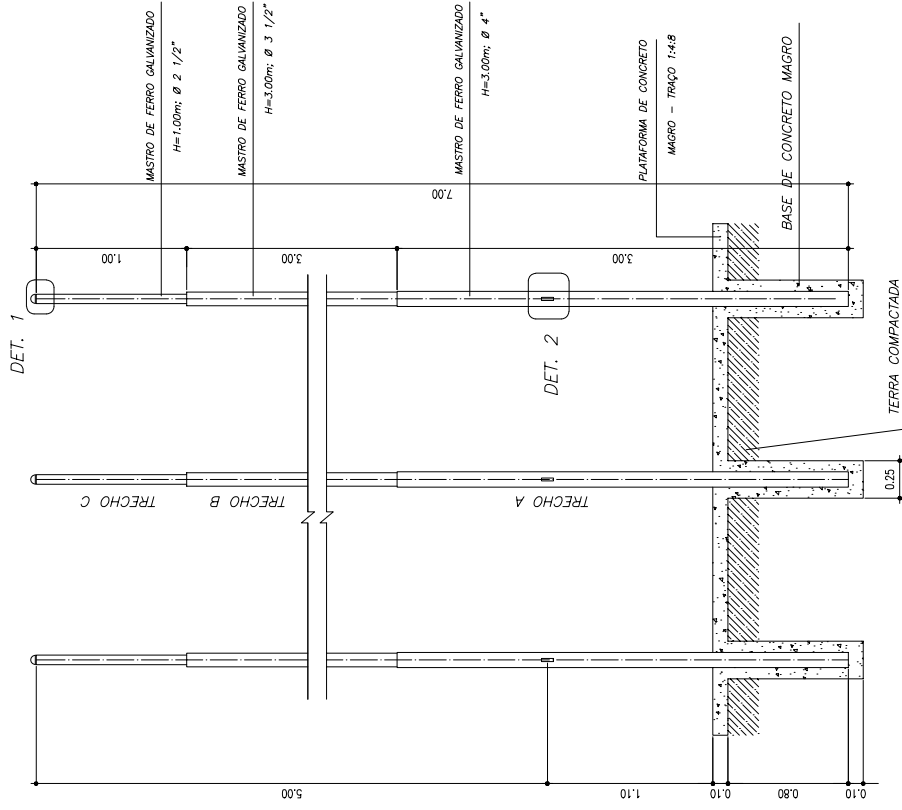 MASTRO DE FERRO GALVANIZADO
H=1.00m; Ø 2 1/2"
MASTRO DE FERRO GALVANIZADO
H=3.00m; Ø 3 1/2"
MASTRO DE FERRO GALVANIZADO
H=3.00m; Ø 4"
PLATAFORMA DE CONCRETO
MAGRO - TRAÇO 1:4:8
BASE DE CONCRETO MAGRO
7.00
1.00
3.00
3.00
DET. 1
DET. 2
TERRA COMPACTADA
TRECHO C
TRECHO B
TRECHO A
0.25
5.00
1.10
0.10
0.80
0.10